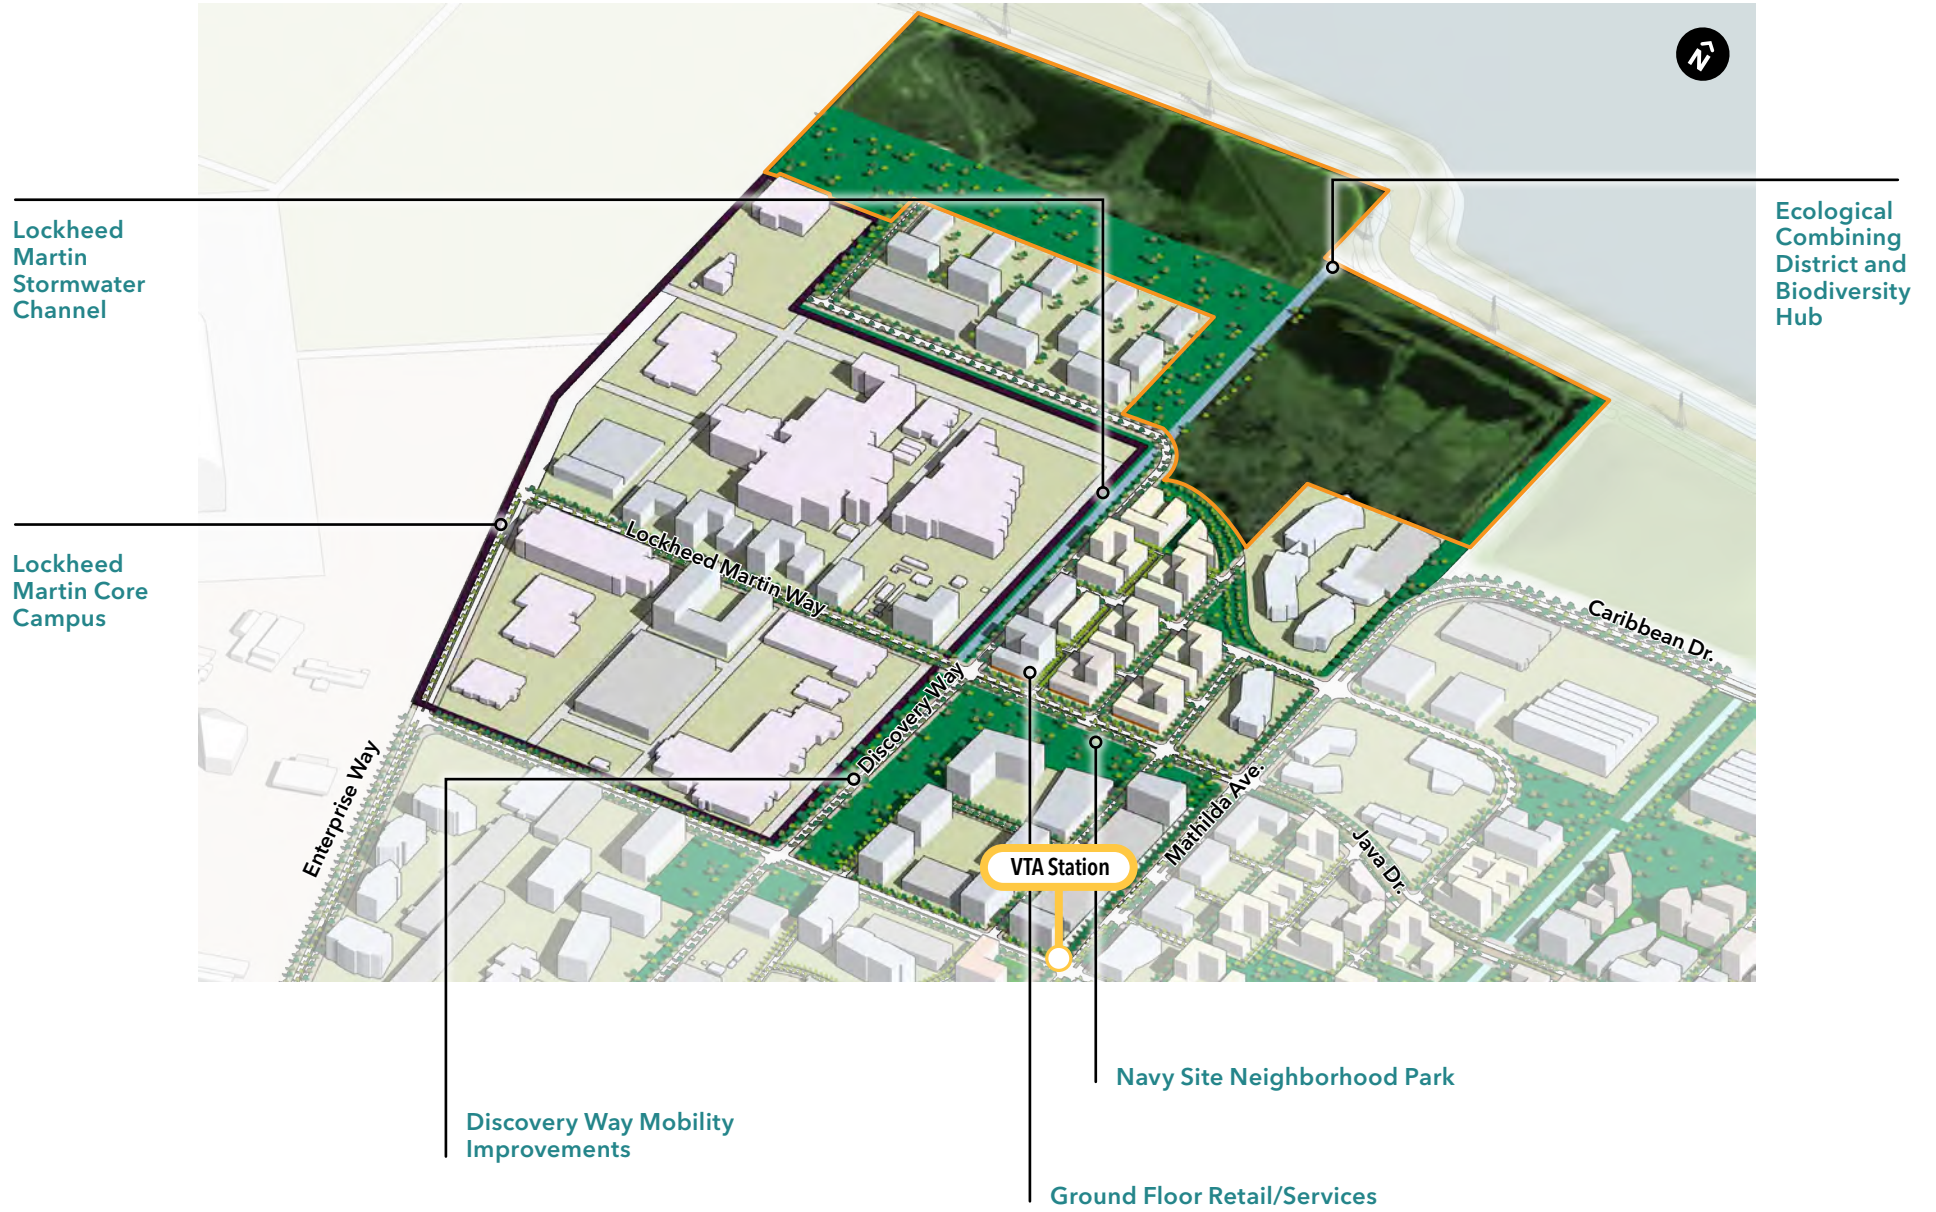 N
Lockheed
Martin
Stormwater
Channel
Ecological
Combining
District and
Biodiversity
Hub
Lockheed
Martin Core
Campus
Lockheed Martin Way
Caribbean Dr.
Discovery Way
Enterprise Way
Mathilda Ave.
Java Dr.
VTA Station
Navy Site Neighborhood Park
Discovery Way Mobility
Improvements
Ground Floor Retail/Services